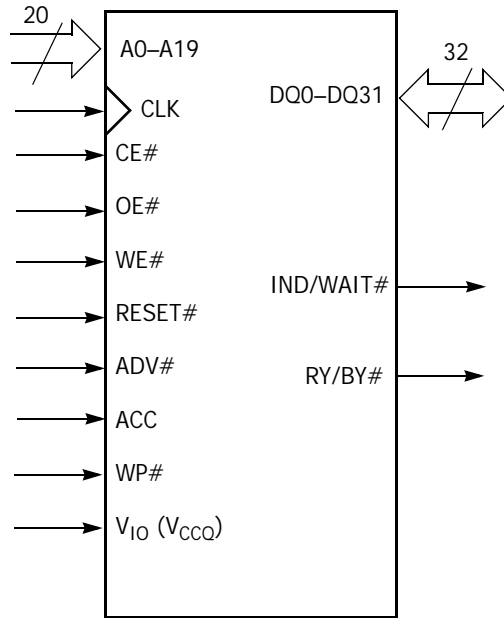 20
A0–A19
32
DQ0–DQ31
CLK
CE#
OE#
WE#
IND/WAIT#
RESET#
ADV#
RY/BY#
ACC
WP#
V_IO (V_CCQ)